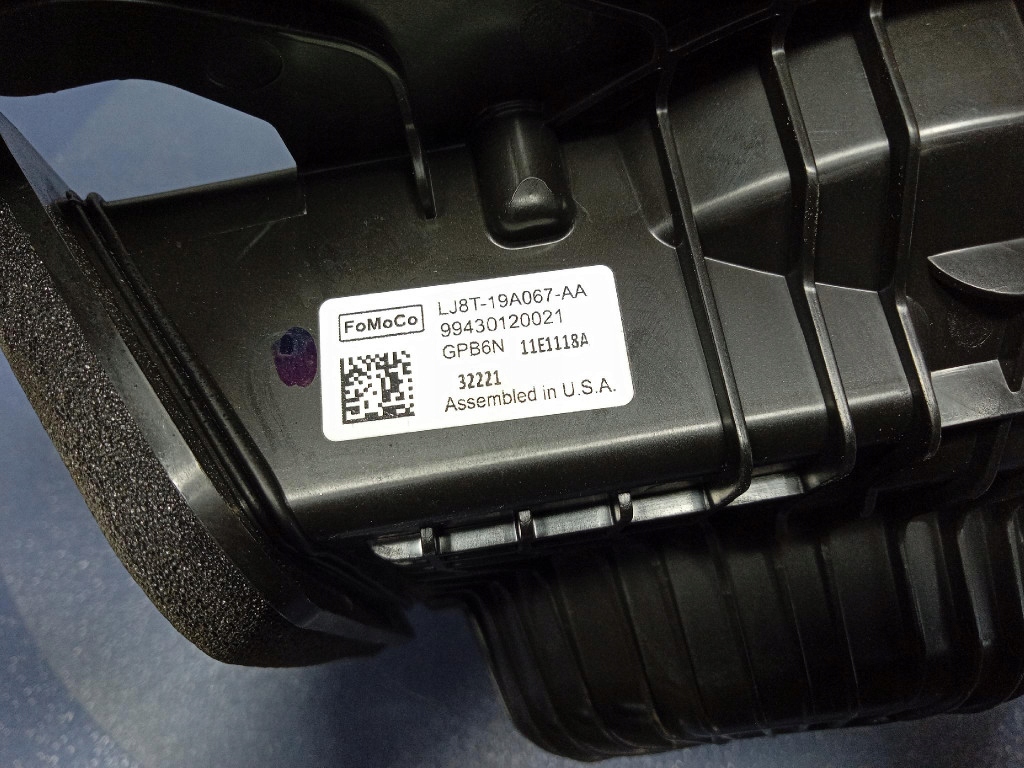 FoMoCo
LJ8T-19A067-AA
99430120021
GPB6N 11E1118A
32221
Assembled in U.S.A.